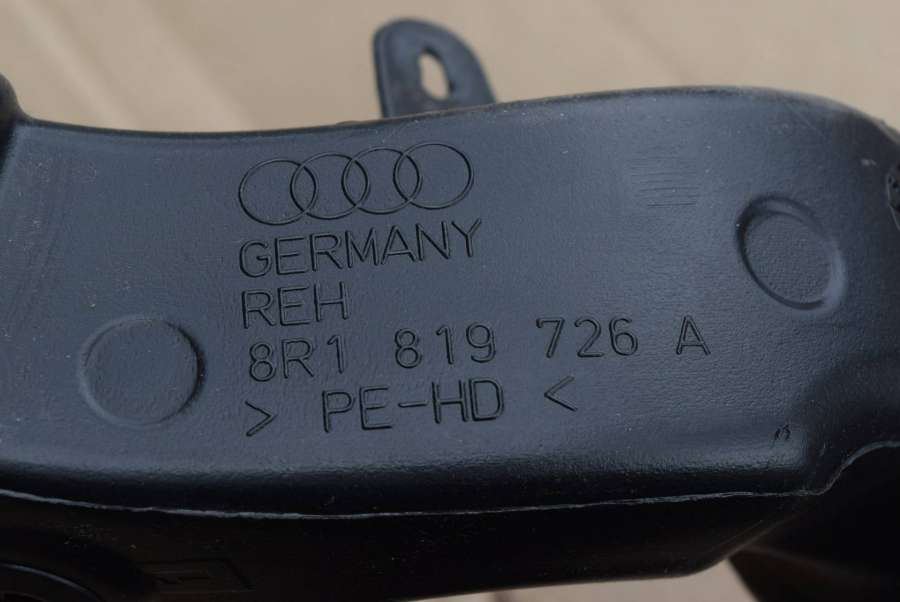 GERMANY
REH
8R1 819 726 A
> PE-HD <